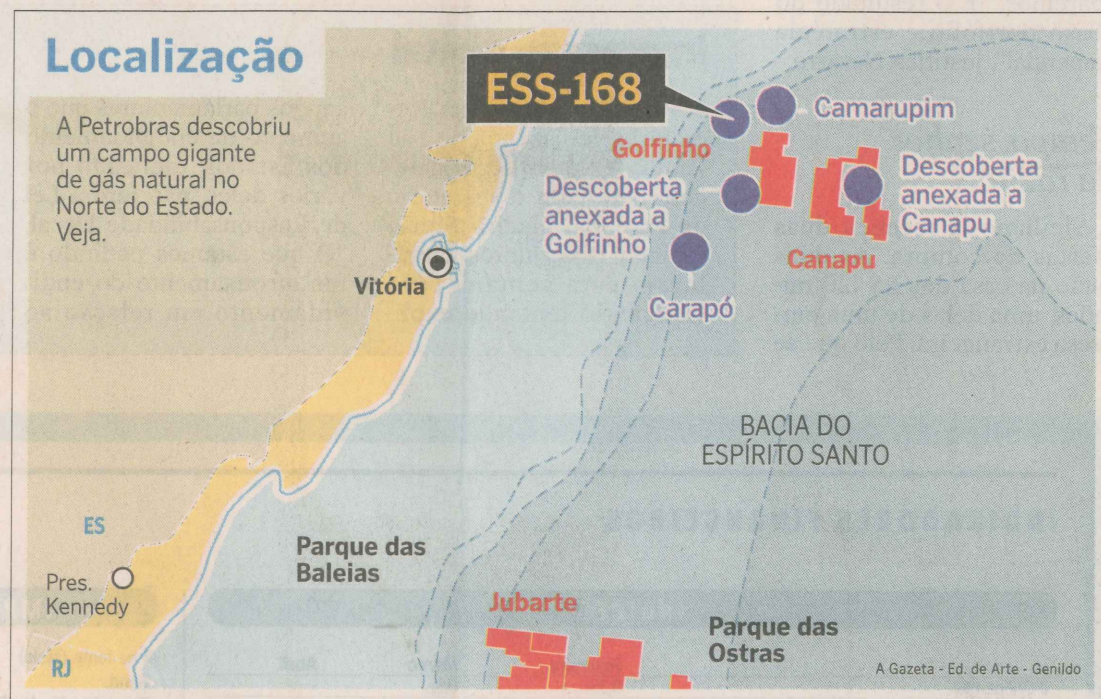 Localização
A Petrobras descobriu
um campo gigante
de gás natural no
Norte do Estado.
Veja.
ESS-168
Camarupim
Golfinho
Descoberta
anexada a
Golfinho
Descoberta
anexada a
Canapu
Canapu
Carapó
Vitória
BACIA DO
ESPÍRITO SANTO
ES
Pres.
Kennedy
Parque das
Baleias
Jubarte
Parque das
Ostras
RJ
A Gazeta - Ed. de Arte - Genildo